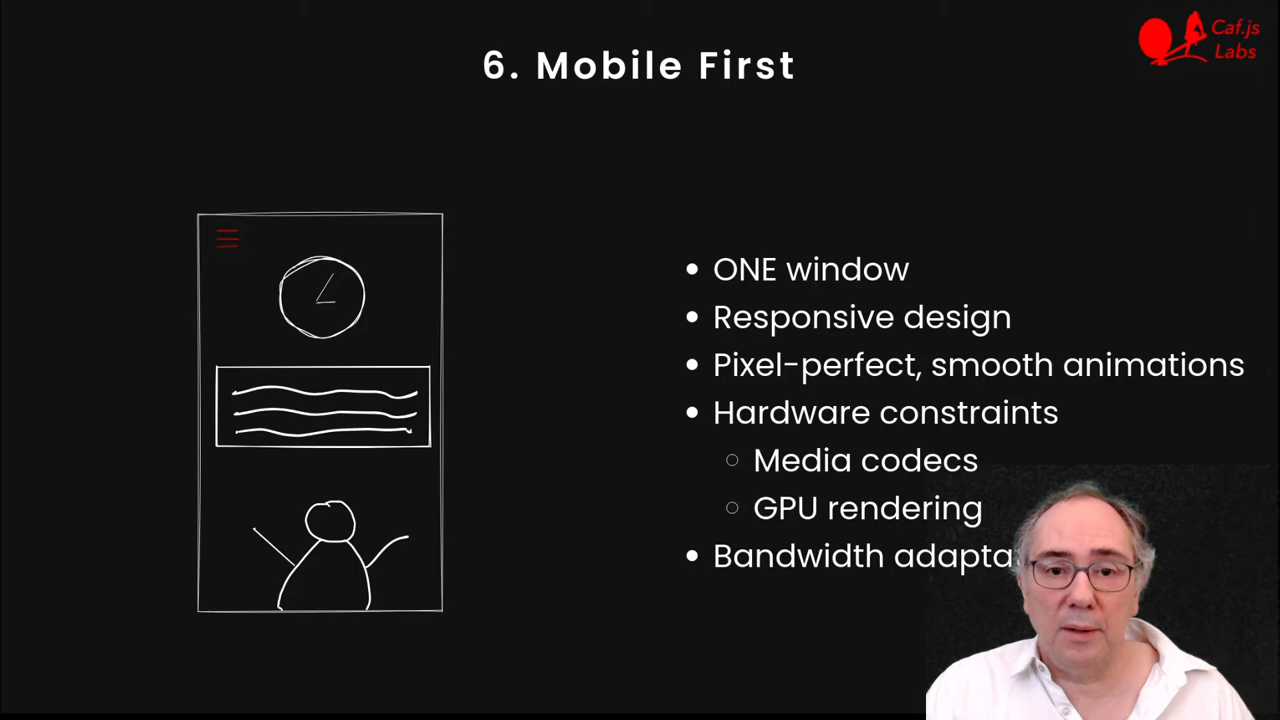 6. Mobile First
Caf.js
Labs
• ONE window
• Responsive design
• Pixel-perfect, smooth animations
• Hardware constraints
○ Media codecs
○ GPU rendering
• Bandwidth